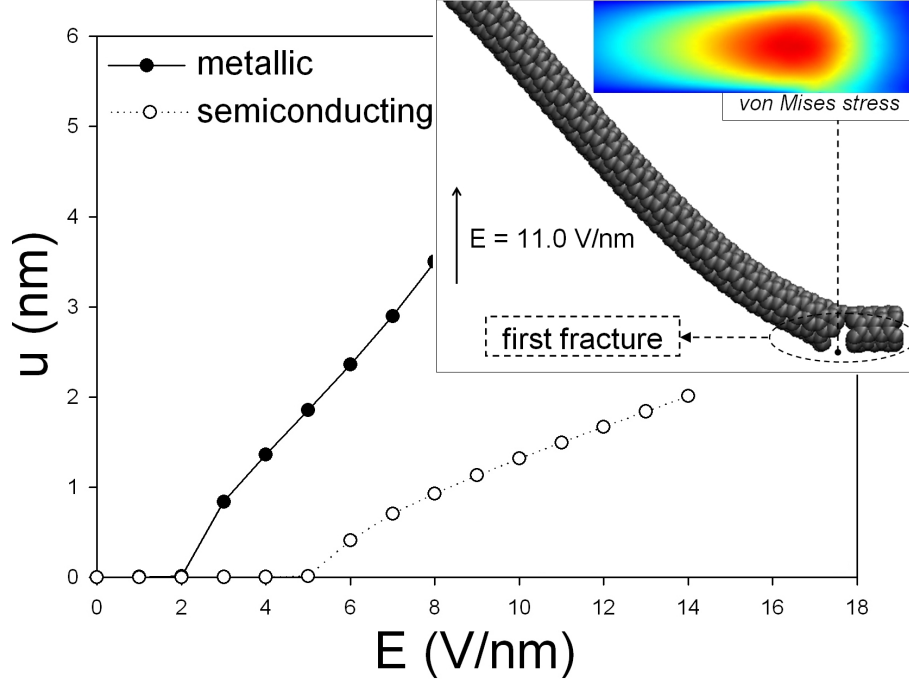 metallic
semiconducting
von Mises stress
E = 11.0 V/nm
first fracture
6
5
4
3
2
1
0
u (nm)
0 2 4 6 8 10 12 14 16 18
E (V/nm)